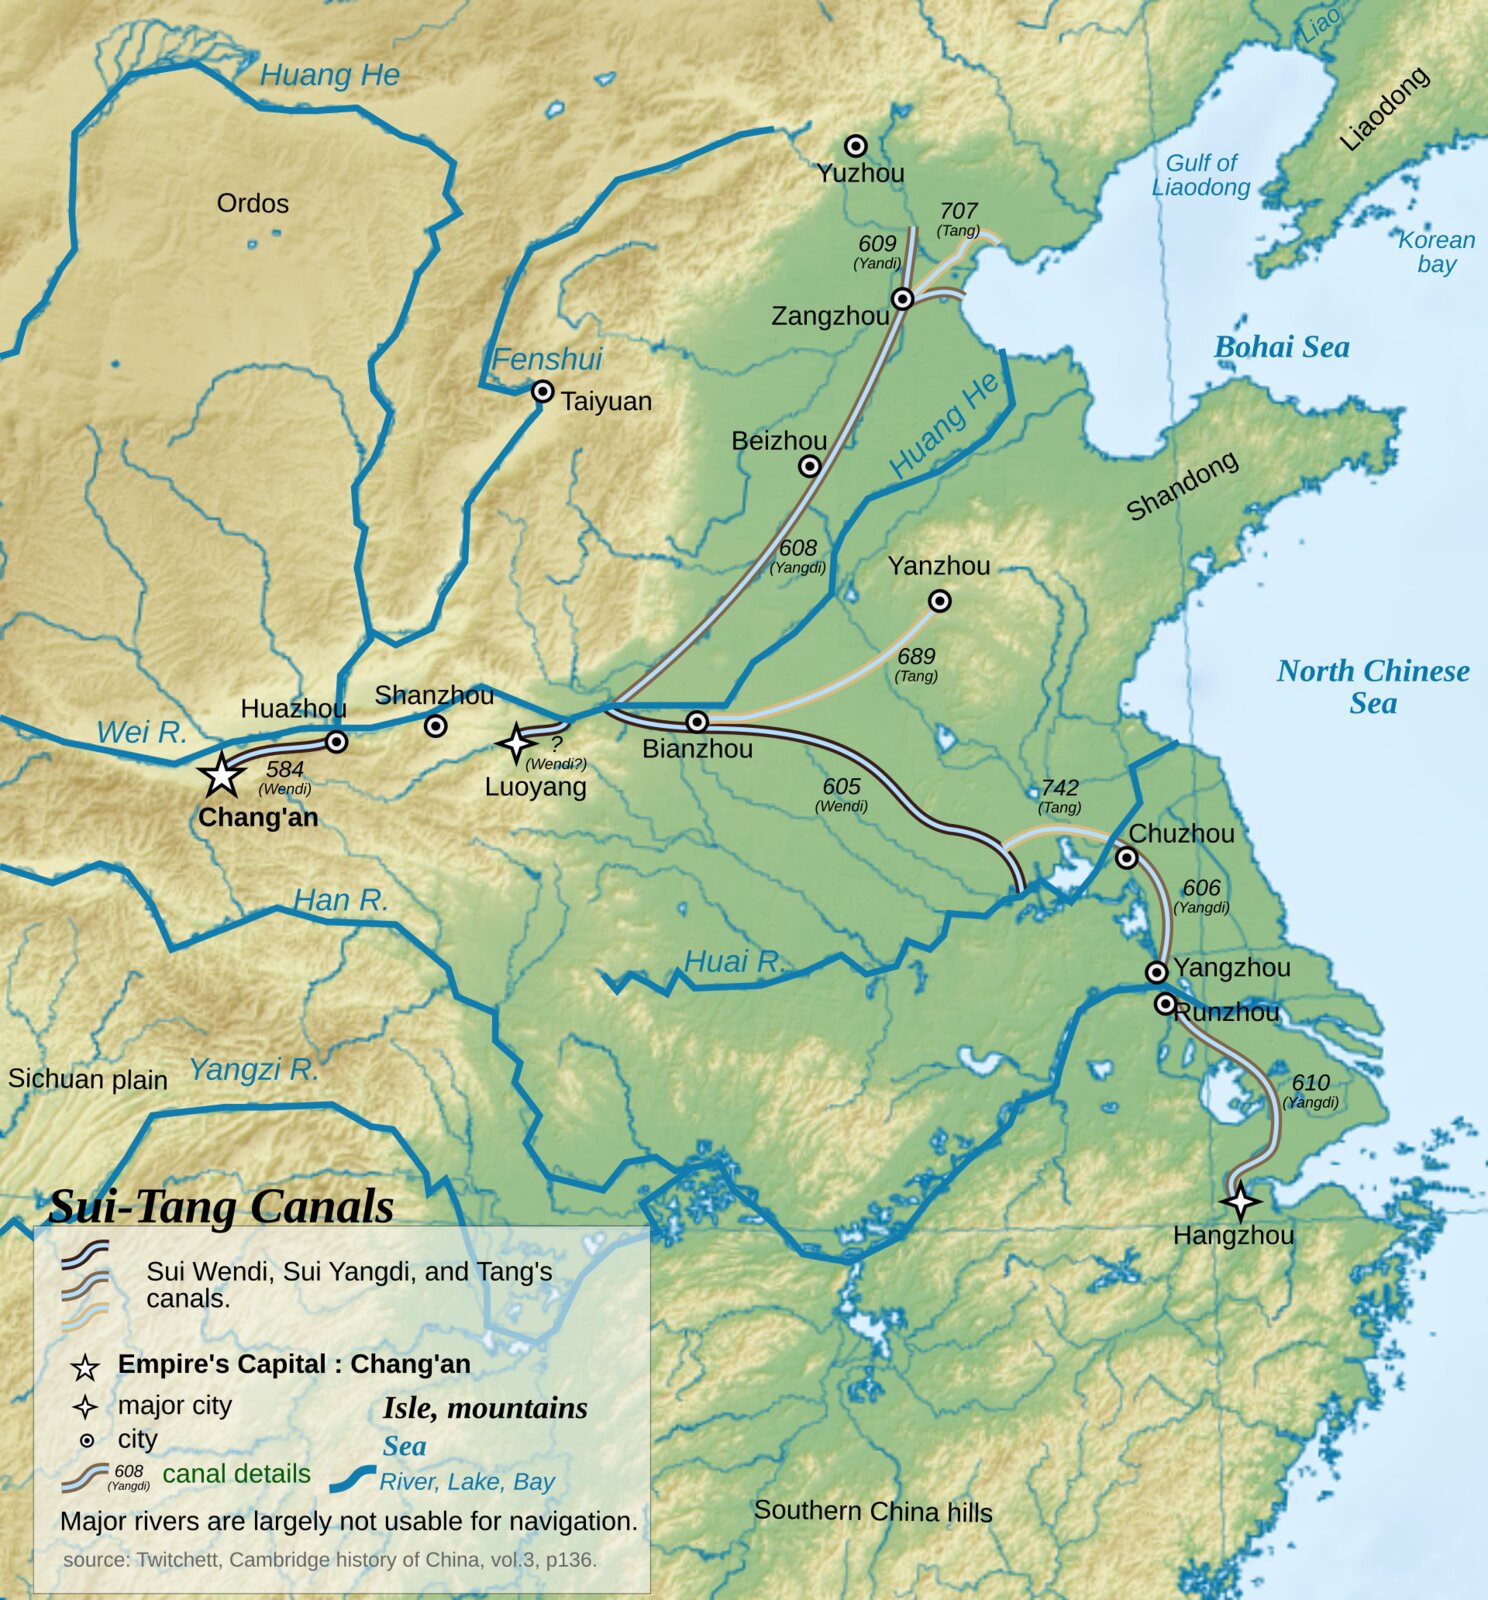 Huang He
Liao
Liaodong
Gulf of
Liaodong
Yuzhou
Ordos
707
(Tang)
609
(Yandi)
Korean
bay
Zangzhou
Bohai Sea
Fenshui
Taiyuan
Huang He
Beizhou
Shandong
608
(Yangdi)
Yanzhou
689
(Tang)
North Chinese
Sea
Shanzhou
Huazhou
Wei R.
?
(Wendi?)
Bianzhou
584
(Wendi)
Luoyang
605
(Wendi)
742
(Tang)
Chang'an
Chuzhou
Han R.
606
(Yangdi)
Huai R.
Yangzhou
Runzhou
Sichuan plain
Yangzi R.
610
(Yangdi)
Hangzhou
Sui-Tang Canals
Sui Wendi, Sui Yangdi, and Tang's
canals.
Empire's Capital : Chang'an
major city
Isle, mountains
city
Sea
608
(Yangdi)
canal details
River, Lake, Bay
Major rivers are largely not usable for navigation.
source: Twitchett, Cambridge history of China, vol.3, p136.
Southern China hills